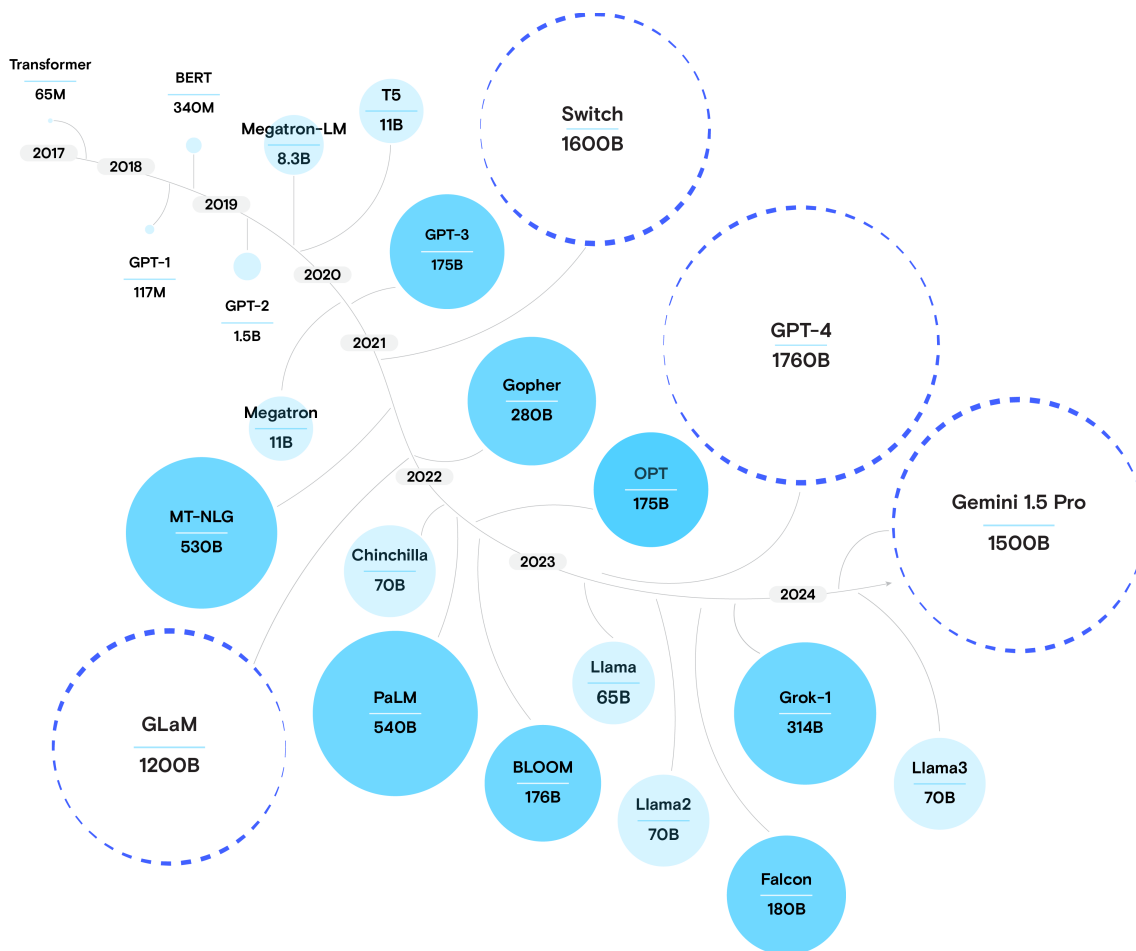 Transformer
65M
BERT
340M
T5
11B
Megatron-LM
8.3B
Switch
1600B
2017
2018
2019
GPT-1
117M
GPT-2
1.5B
2020
GPT-3
175B
2021
GPT-4
1760B
Megatron
11B
Gopher
280B
2022
OPT
175B
MT-NLG
530B
Gemini 1.5 Pro
1500B
Chinchilla
70B
2023
2024
GLaM
1200B
PaLM
540B
Llama
65B
Grok-1
314B
BLOOM
176B
Llama2
70B
Llama3
70B
Falcon
180B